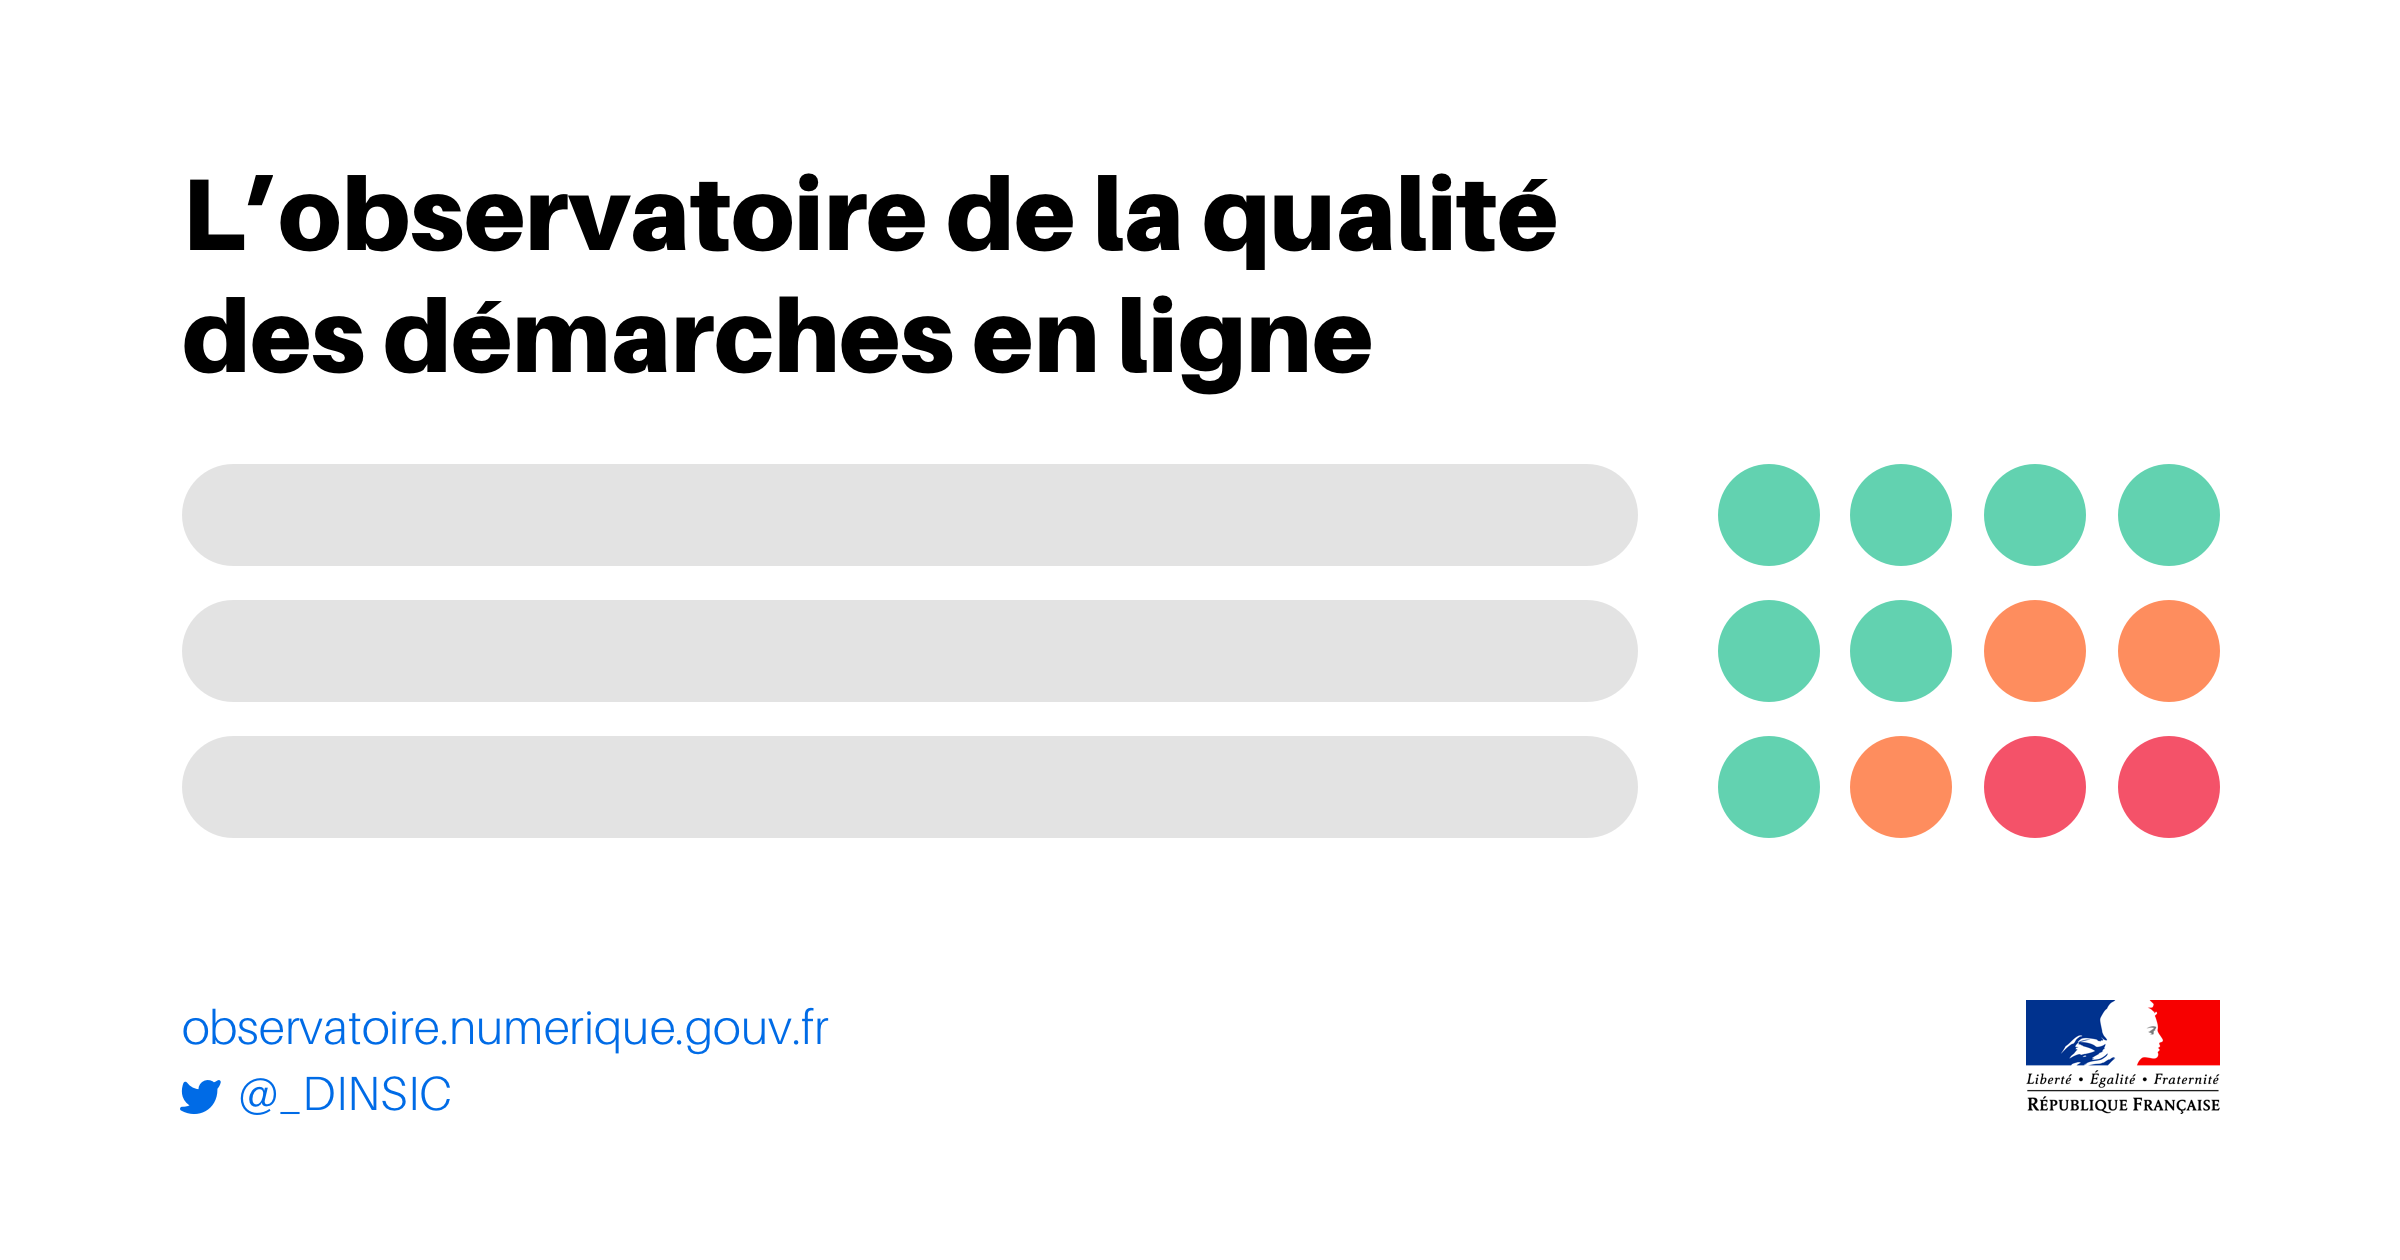 L’observatoire de la qualité
des démarches en ligne
observatoire.numerique.gouv.fr
@_DINSIC
Liberté • Égalité • Fraternité
RÉPUBLIQUE FRANÇAISE